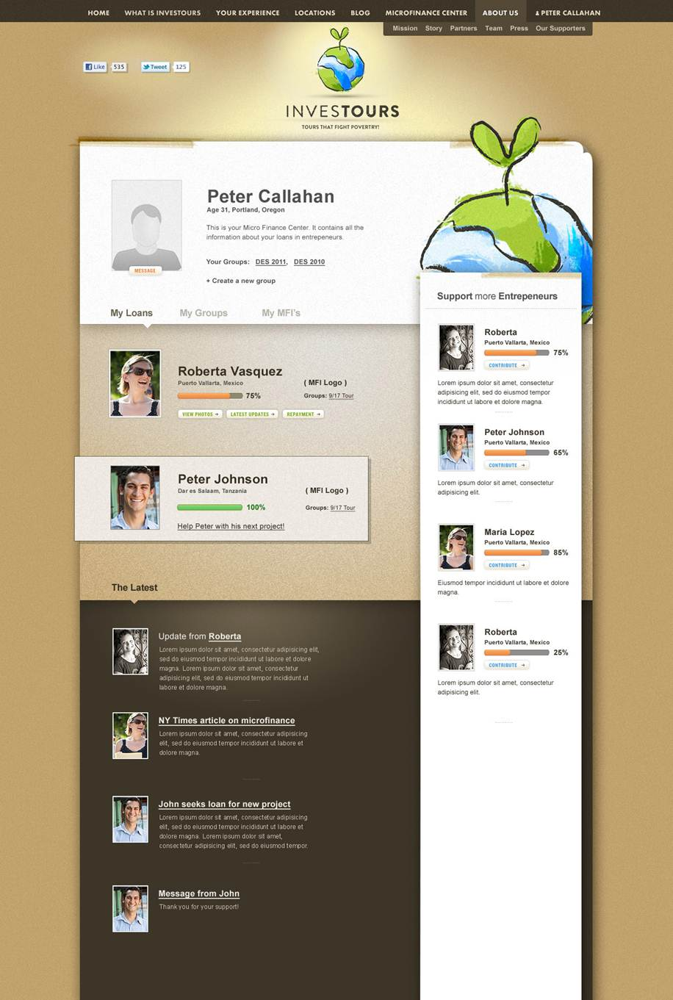 HOME WHAT IS INVESTOURS YOUR EXPERIENCE LOCATIONS BLOG MICROFINANCE CENTER ABOUT US PETER CALLAHAN
Mission Story Partners Team Press Our Supporters
Like 535 Tweet 125
INVESTOURS
TOURS THAT FIGHT POVERTRY!
Peter Callahan
Age 31, Portland, Oregon
This is your Micro Finance Center. It contains all the
information about your loans in entrepeneurs.
MESSAGE
Your Groups: DES 2011, DES 2010
+ Create a new group
My Loans My Groups My MFI's
Roberta Vasquez
Puerto Vallarta, Mexico
( MFI Logo )
75%
Groups: 9/17 Tour
VIEW PHOTOS LATEST UPDATES REPAYMENT
Peter Johnson
Dar es Salaam, Tanzania
( MFI Logo )
100%
Groups: 9/17 Tour
Help Peter with his next project!
The Latest
Update from Roberta
Lorem ipsum dolor sit amet, consectetur adipisicing elit,
sed do eiusmod tempor incididunt ut labore et dolore
magna. Lorem ipsum dolor sit amet, consectetur
adipisicing elit, sed do eiusmod tempor incididunt ut
labore et dolore magna.
NY Times article on microfinance
Lorem ipsum dolor sit amet, consectetur adipisicing
elit, sed do eiusmod tempor incididunt ut labore et
dolore magna.
John seeks loan for new project
Lorem ipsum dolor sit amet, consectetur adipisicing
elit, sed do eiusmod tempor incididunt ut labore et
dolore magna. Lorem ipsum dolor sit amet,
consectetur adipisicing elit, sed do eiusmod tempor.
Message from John
Thank you for your support!
Support more Entrepeneurs
Roberta
Puerto Vallarta, Mexico
75%
CONTRIBUTE
Lorem ipsum dolor sit amet, consectetur
adipisicing elit, sed do eiusmod tempor
incididunt ut labore et dolore magna.
Peter Johnson
Puerto Vallarta, Mexico
65%
CONTRIBUTE
Lorem ipsum dolor sit amet, consectetur
adipisicing elit.
Maria Lopez
Puerto Vallarta, Mexico
85%
CONTRIBUTE
Eiusmod tempor incididunt ut labore et dolore
magna.
Roberta
Puerto Vallarta, Mexico
25%
CONTRIBUTE
Lorem ipsum dolor sit amet, consectetur
adipisicing elit.